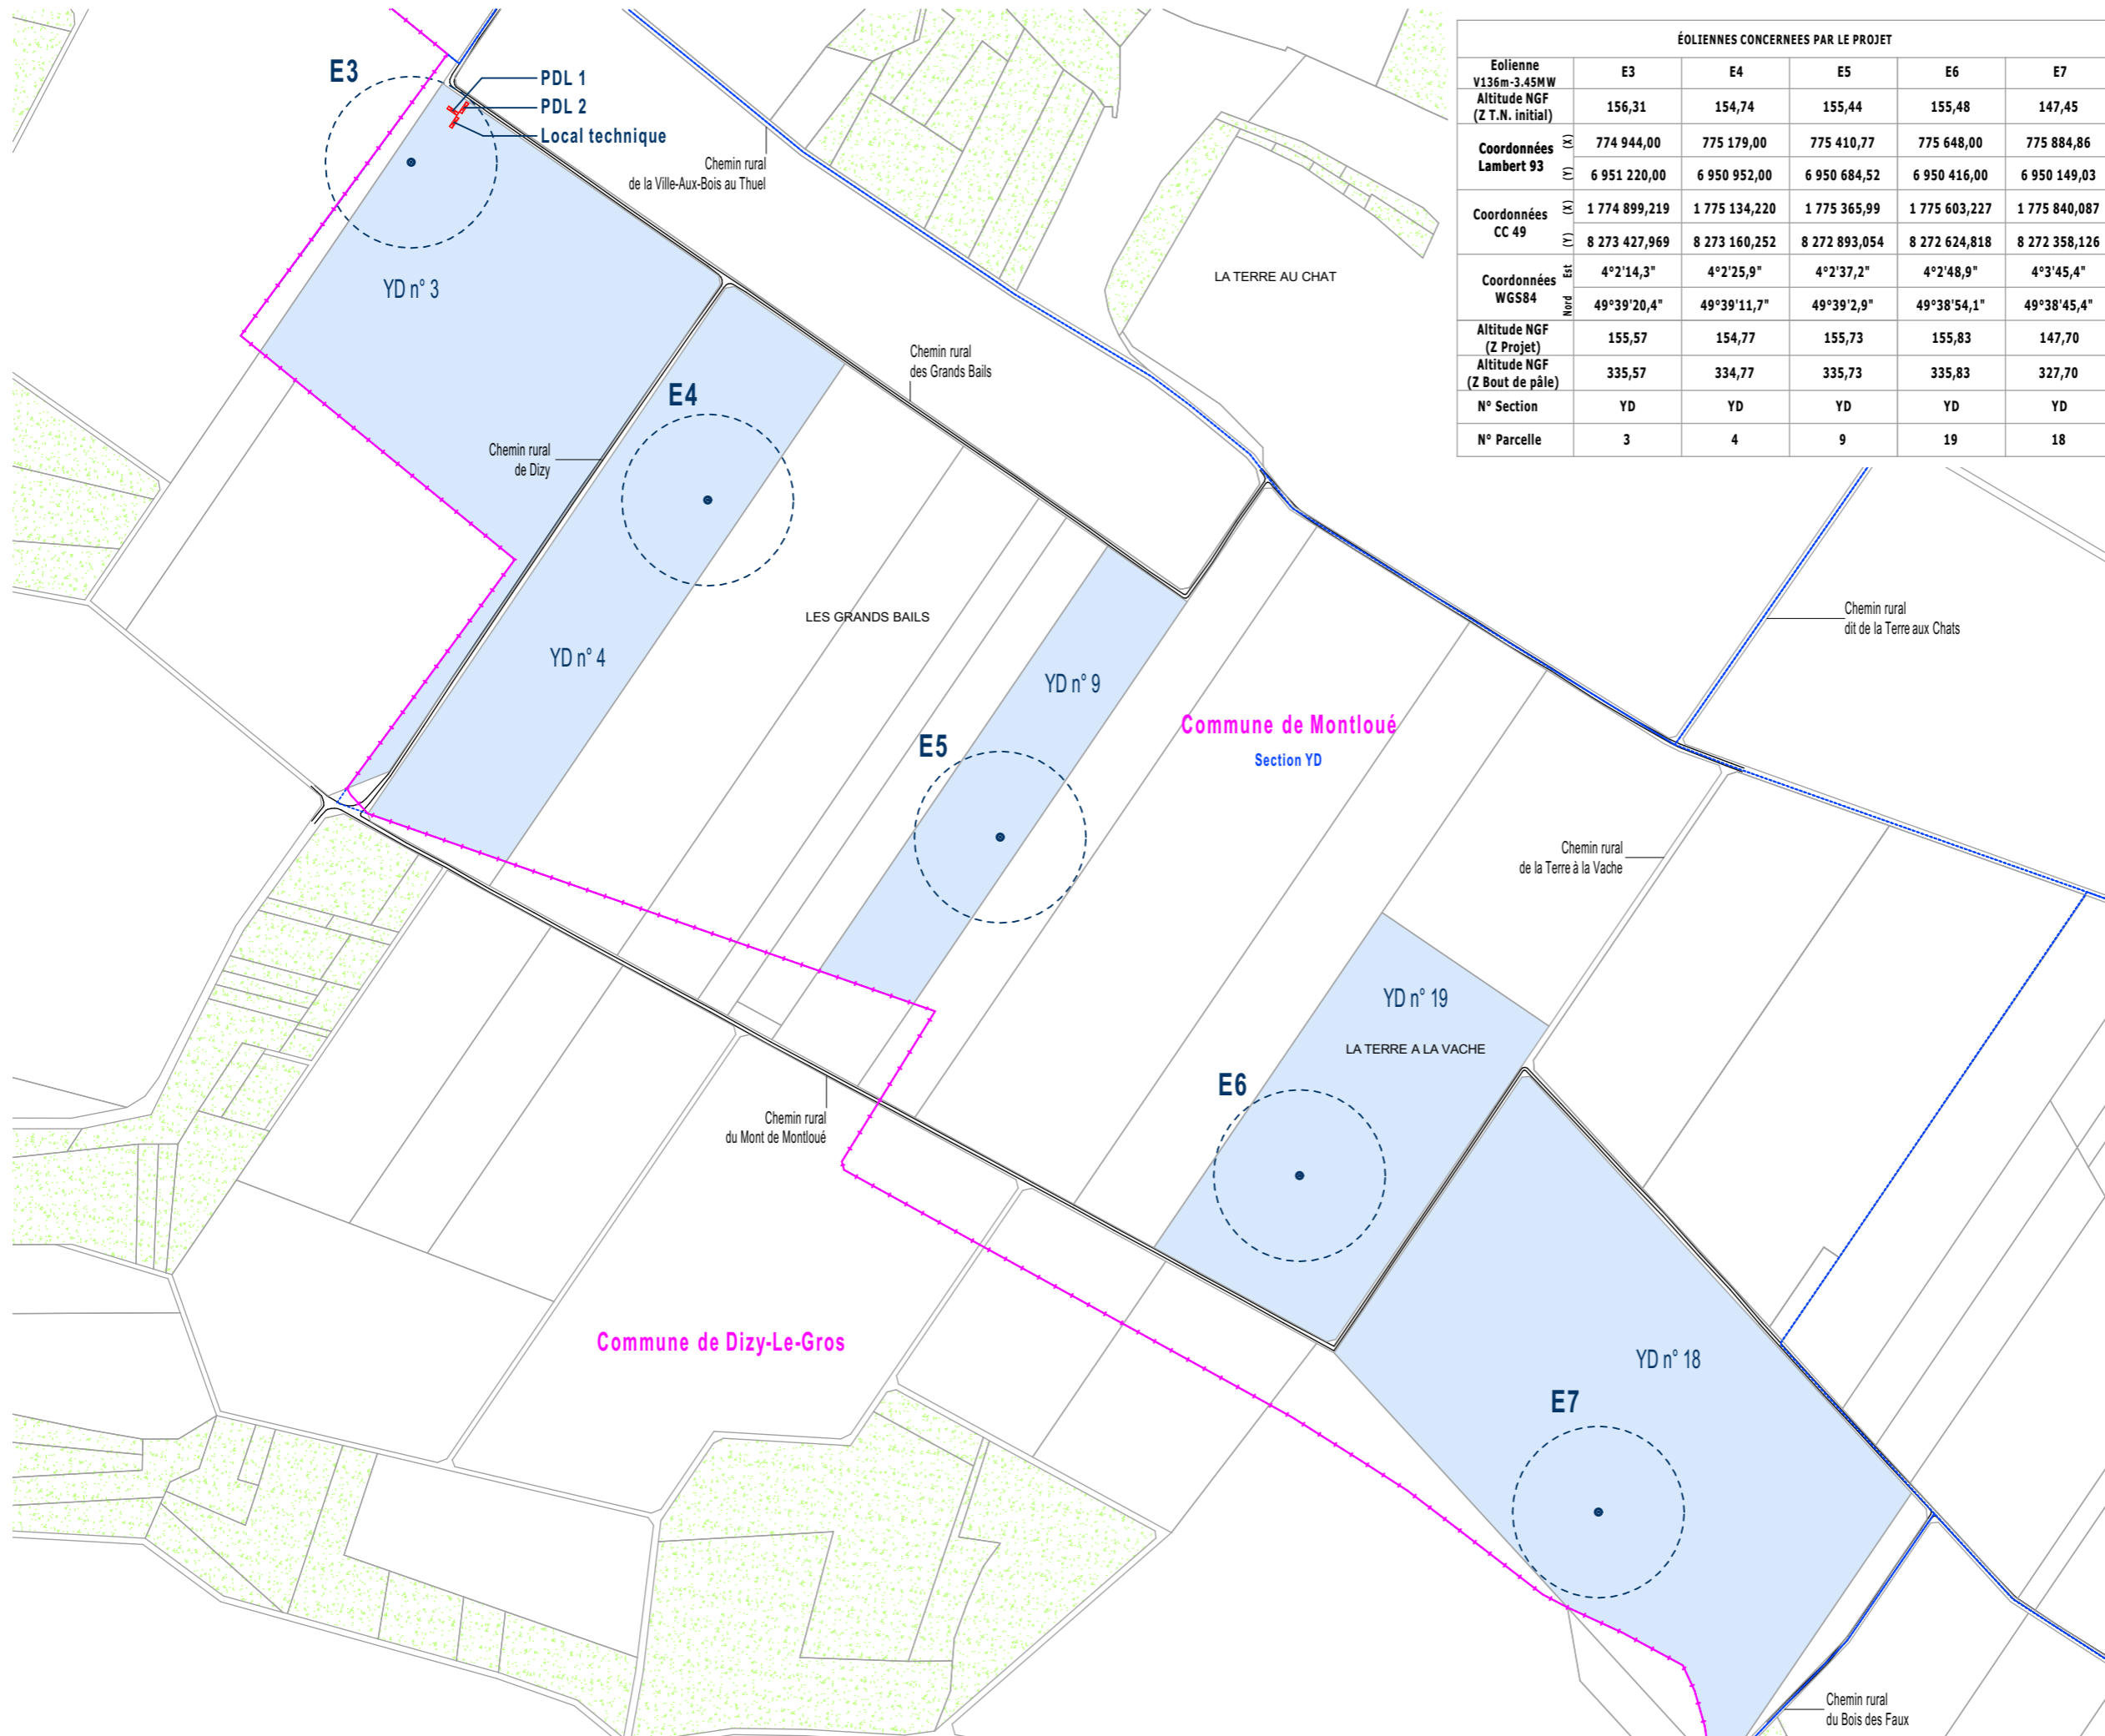 ÉOLIENNES CONCERNEES PAR LE PROJET
Eolienne V136m-3.45MW E3 E4 E5 E6 E7
Altitude NGF (Z T.N. initial) 156,31 154,74 155,44 155,48 147,45
Coordonnées Lambert 93 (X) 774 944,00 775 179,00 775 410,77 775 648,00 775 884,86
(Y) 6 951 220,00 6 950 952,00 6 950 684,52 6 950 416,00 6 950 149,03
Coordonnées CC 49 (X) 1 774 899,219 1 775 134,220 1 775 365,99 1 775 603,227 1 775 840,087
(Y) 8 273 427,969 8 273 160,252 8 272 893,054 8 272 624,818 8 272 358,126
Coordonnées WGS84 Est 4°2'14,3" 4°2'25,9" 4°2'37,2" 4°2'48,9" 4°3'45,4"
Nord 49°39'20,4" 49°39'11,7" 49°39'2,9" 49°38'54,1" 49°38'45,4"
Altitude NGF (Z Projet) 155,57 154,77 155,73 155,83 147,70
Altitude NGF (Z Bout de pâle) 335,57 334,77 335,73 335,83 327,70
N° Section YD YD YD YD YD
N° Parcelle 3 4 9 19 18
E3
PDL 1
PDL 2
Local technique
Chemin rural
de la Ville-Aux-Bois au Thuel
LA TERRE AU CHAT
YD n° 3
Chemin rural
des Grands Bails
E4
Chemin rural
de Dizy
LES GRANDS BAILS
Chemin rural
dit de la Terre aux Chats
YD n° 4
YD n° 9
Commune de Montloué
Section YD
E5
Chemin rural
de la Terre à la Vache
YD n° 19
LA TERRE A LA VACHE
E6
Chemin rural
du Mont de Montloué
Commune de Dizy-Le-Gros
YD n° 18
E7
Chemin rural
du Bois des Faux